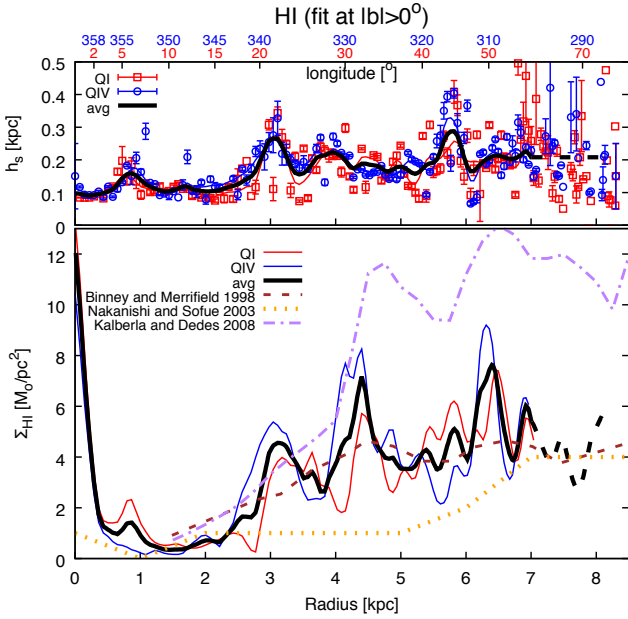 HI (fit at |b|>0°)
358 355 350 345 340 330 320 310 290
2 5 10 15 20 30 40 50 70
longitude [°]
QI
QIV
avg
0.5
0.4
0.3
0.2
0.1
h_s [kpc]
QI
QIV
avg
Binney and Merrifield 1998
Nakanishi and Sofue 2003
Kalberla and Dedes 2008
12
10
8
6
4
2
0
Σ_HI [M_o/pc²]
0 1 2 3 4 5 6 7 8
Radius [kpc]